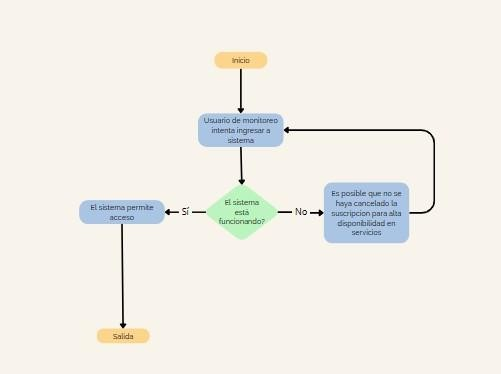 Inicio
Usuario de monitoreo
intenta ingresar a
sistema
El sistema
está
funcionando?
Sí
No
El sistema permite
acceso
Es posible que no se
haya cancelado la
suscripcion para alta
disponibilidad en
servicios
Salida